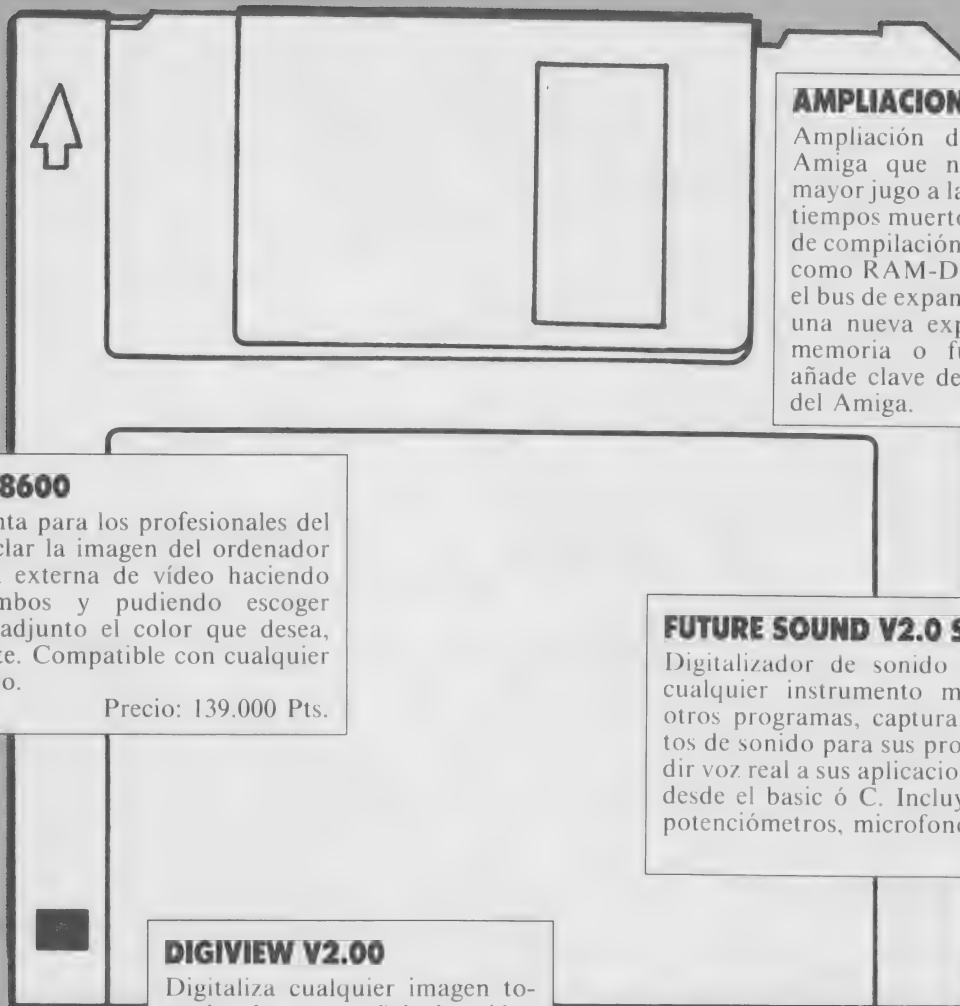 AMPLIACION
Ampliación d
Amiga que n
mayor jugo a la
tiempos muerto
de compilación
como RAM-D
el bus de expan
una nueva exp
memoria o fu
añade clave de
del Amiga.
8600
nta para los profesionales del
clar la imagen del ordenador
externa de vídeo haciendo
mbos y pudiendo escoger
adjunto el color que desea,
te. Compatible con cualquier
o.
Precio: 139.000 Pts.
FUTURE SOUND V2.0 S
Digitalizador de sonido
cualquier instrumento m
otros programas, captura
tos de sonido para sus pro
dir voz real a sus aplicacio
desde el basic ó C. Incluy
potenciómetros, microfono
DIGIVIEW V2.00
Digitaliza cualquier imagen to-